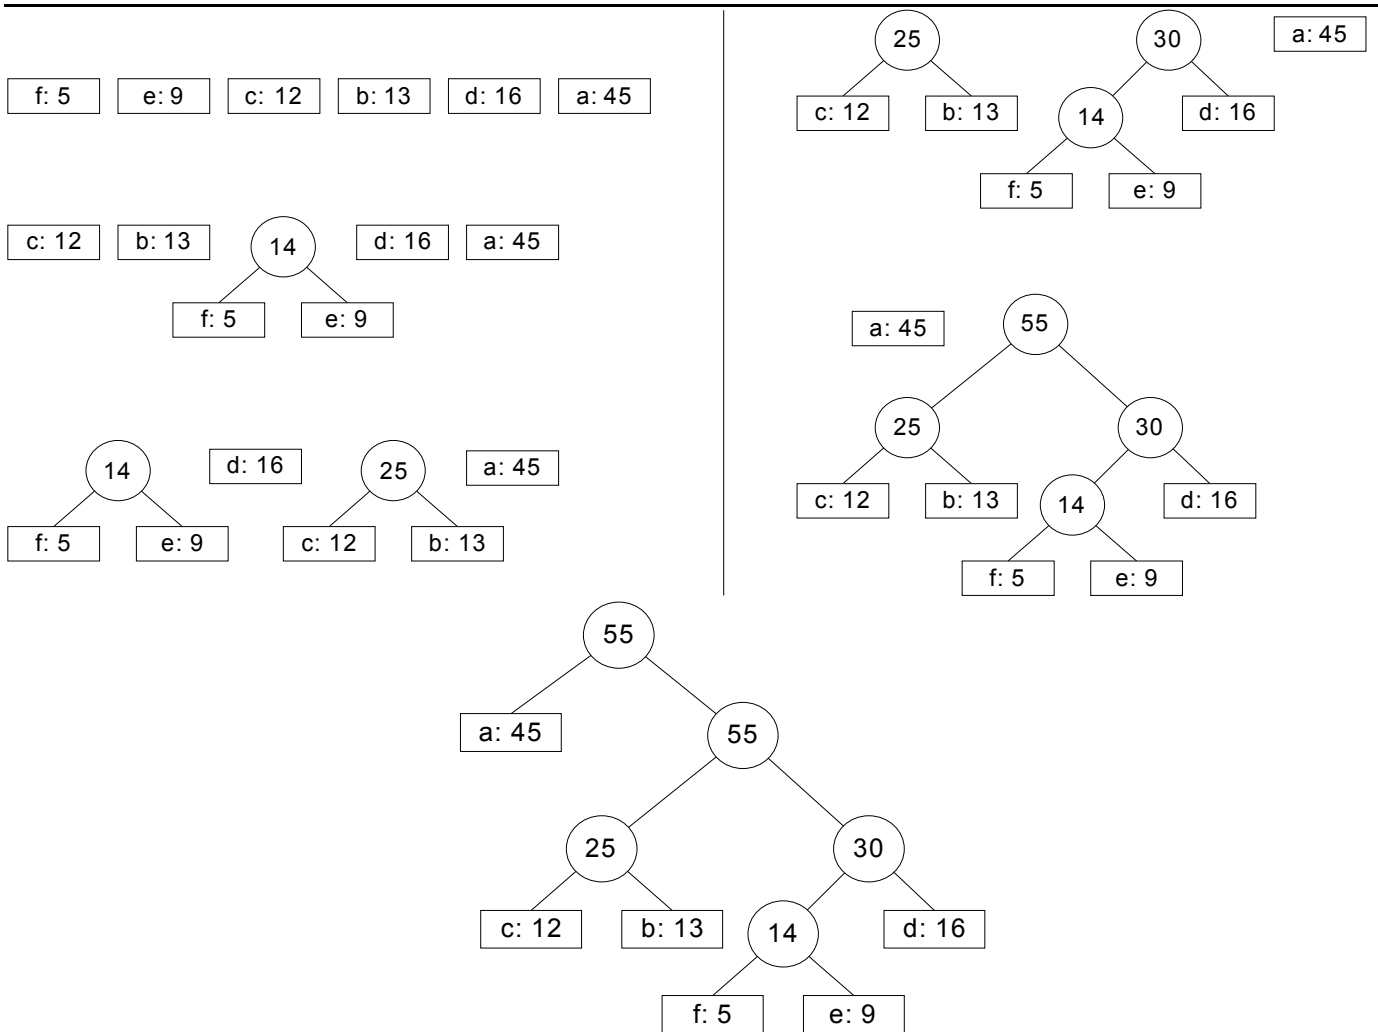 f: 5 e: 9 c: 12 b: 13 d: 16 a: 45
c: 12 b: 13 14 d: 16 a: 45
f: 5 e: 9
14 d: 16 25 a: 45
f: 5 e: 9 c: 12 b: 13
25 30 a: 45
c: 12 b: 13 14 d: 16
f: 5 e: 9
a: 45 55
25 30
c: 12 b: 13 14 d: 16
f: 5 e: 9
55
a: 45 55
25 30
c: 12 b: 13 14 d: 16
f: 5 e: 9